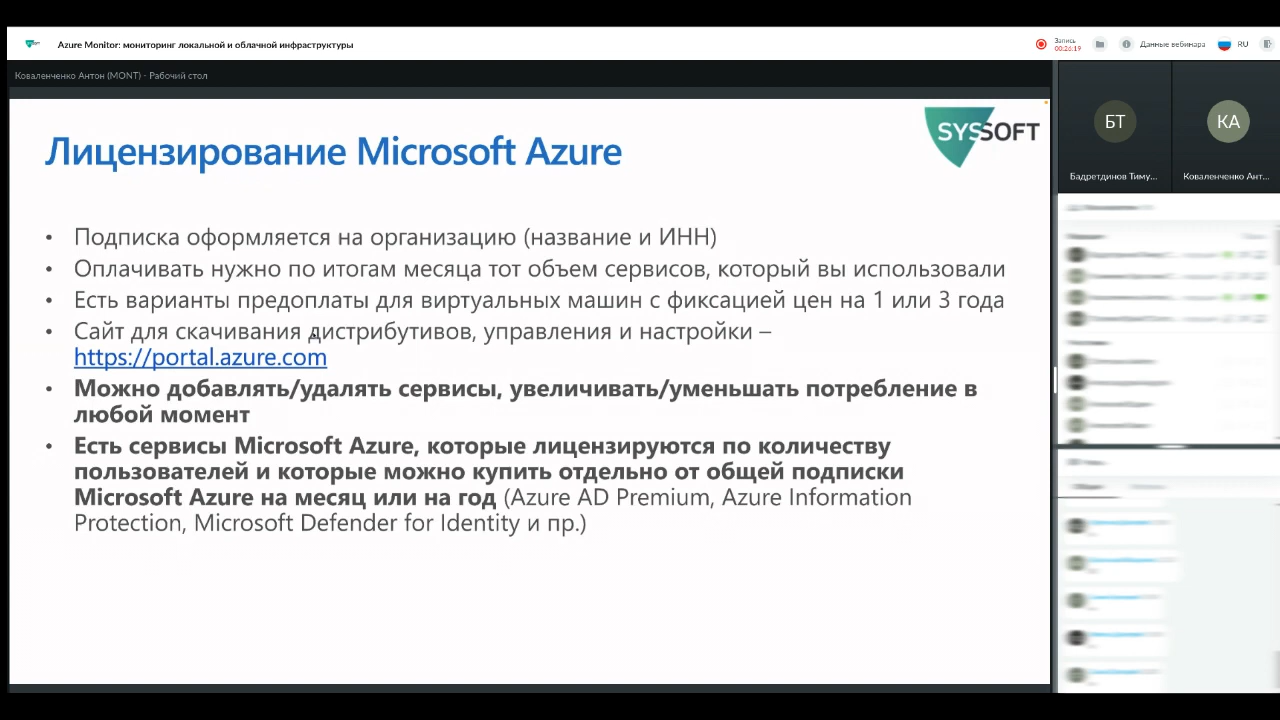 Azure Monitor: мониторинг локальной и облачной инфраструктуры
Запись
00:26:19
Данные вебинара
RU
Коваленченко Антон (MONT) - Рабочий стол
SYSSOFT
БТ
КА
Бадретдинов Тиму...
Коваленченко Ант...
Лицензирование Microsoft Azure
• Подписка оформляется на организацию (название и ИНН)
• Оплачивать нужно по итогам месяца тот объем сервисов, который вы использовали
• Есть варианты предоплаты для виртуальных машин с фиксацией цен на 1 или 3 года
• Сайт для скачивания дистрибутивов, управления и настройки –
https://portal.azure.com
• Можно добавлять/удалять сервисы, увеличивать/уменьшать потребление в
любой момент
• Есть сервисы Microsoft Azure, которые лицензируются по количеству
пользователей и которые можно купить отдельно от общей подписки
Microsoft Azure на месяц или на год (Azure AD Premium, Azure Information
Protection, Microsoft Defender for Identity и пр.)